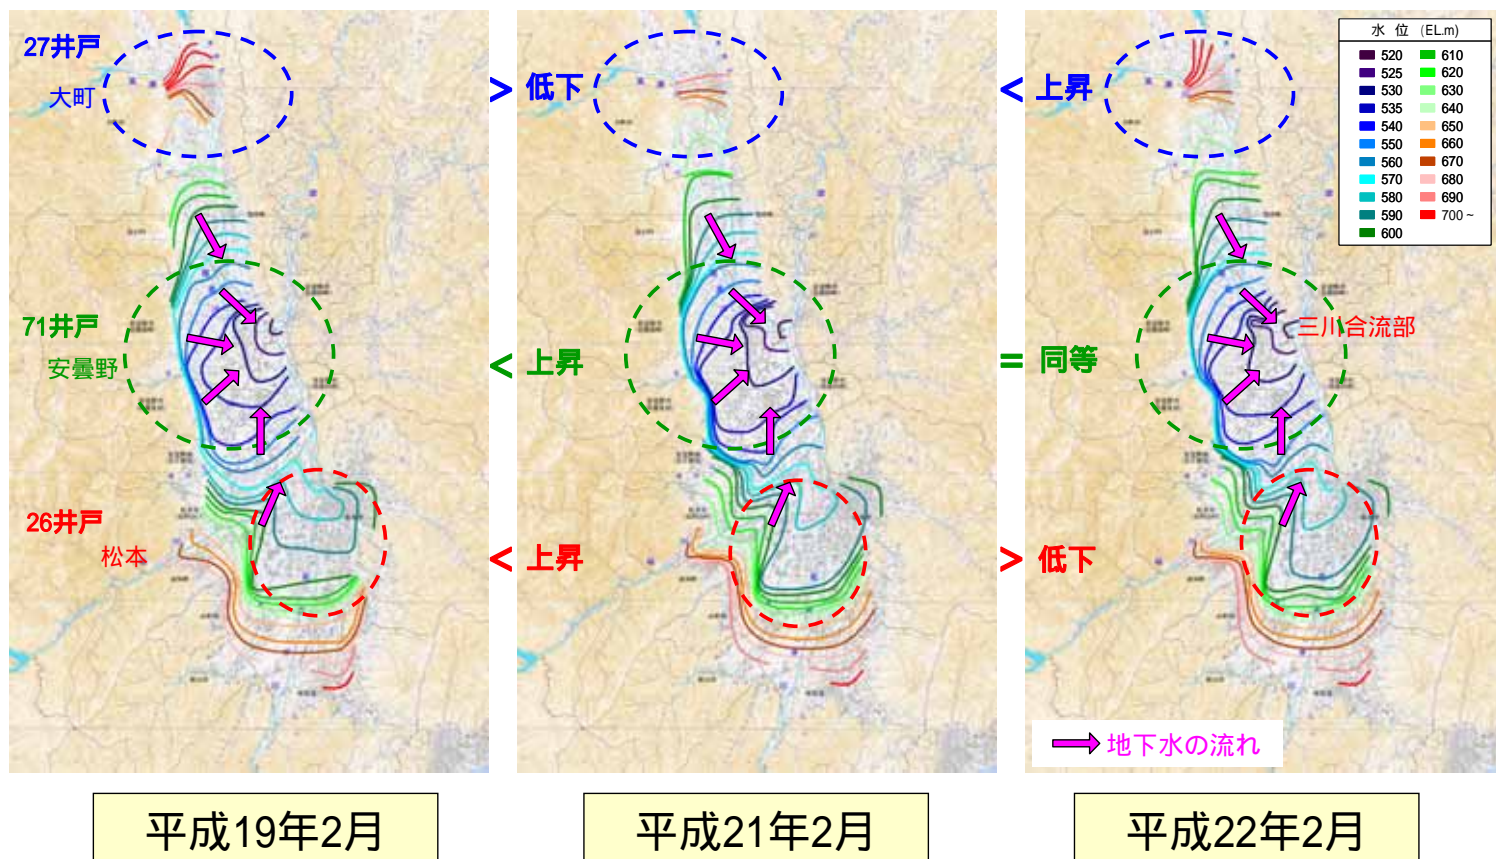 27井戸
大町
> 低下
< 上昇
71井戸
安曇野
< 上昇
= 同等
三川合流部
26井戸
松本
< 上昇
> 低下
水 位 (EL.m)
520 610
525 620
530 630
535 640
540 650
550 660
560 670
570 680
580 690
590 700 ~
600
地下水の流れ
平成19年2月
平成21年2月
平成22年2月